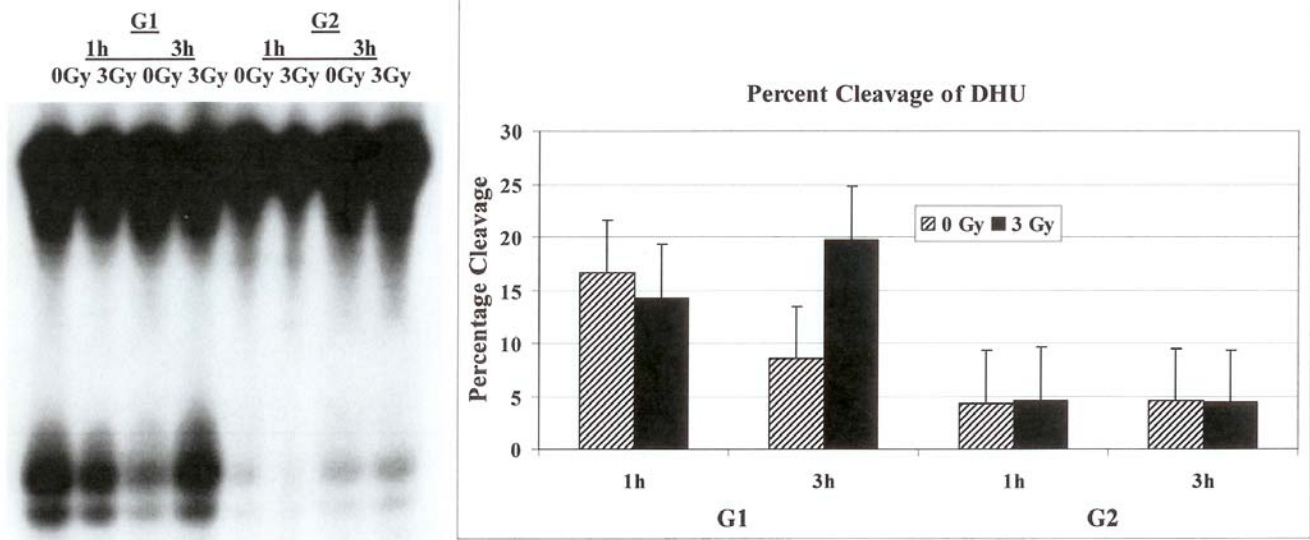 G1 G2
1h 3h 1h 3h
0Gy 3Gy 0Gy 3Gy 0Gy 3Gy 0Gy 3Gy
Percent Cleavage of DHU
Percentage Cleavage
30
25
20
15
10
5
0
0 Gy 3 Gy
1h 3h 1h 3h
G1 G2